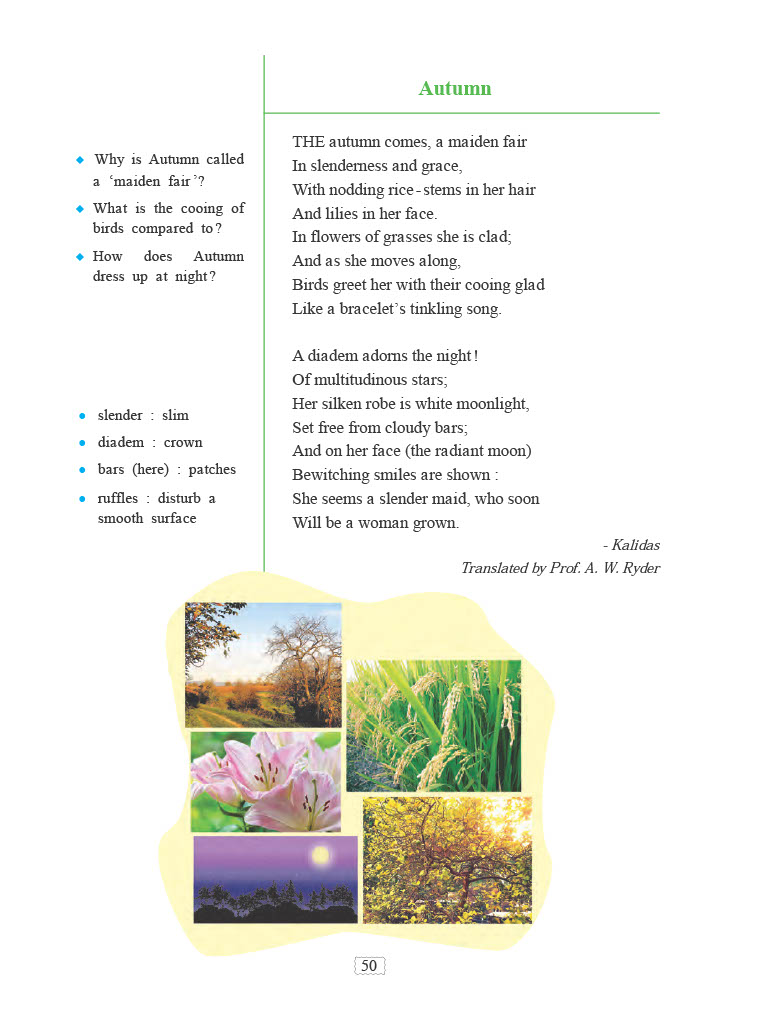 Autumn
◆ Why is Autumn called
a ‘maiden fair’?
◆ What is the cooing of
birds compared to?
◆ How does Autumn
dress up at night?
● slender : slim
● diadem : crown
● bars (here) : patches
● ruffles : disturb a
smooth surface
THE autumn comes, a maiden fair
In slenderness and grace,
With nodding rice-stems in her hair
And lilies in her face.
In flowers of grasses she is clad;
And as she moves along,
Birds greet her with their cooing glad
Like a bracelet’s tinkling song.
A diadem adorns the night!
Of multitudinous stars;
Her silken robe is white moonlight,
Set free from cloudy bars;
And on her face (the radiant moon)
Bewitching smiles are shown :
She seems a slender maid, who soon
Will be a woman grown.
- Kalidas
Translated by Prof. A. W. Ryder
50